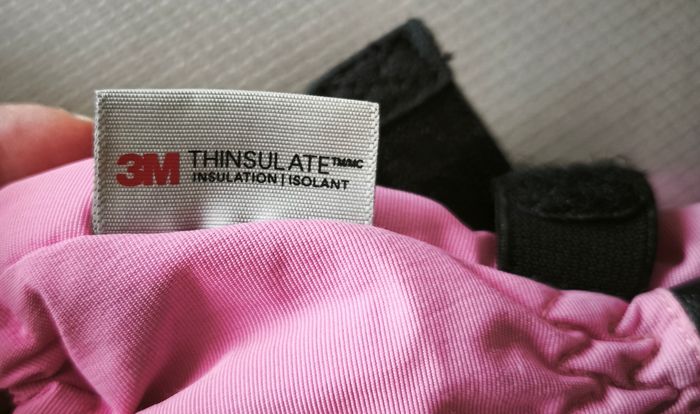 3M THINSULATE™/MC
INSULATION | ISOLANT